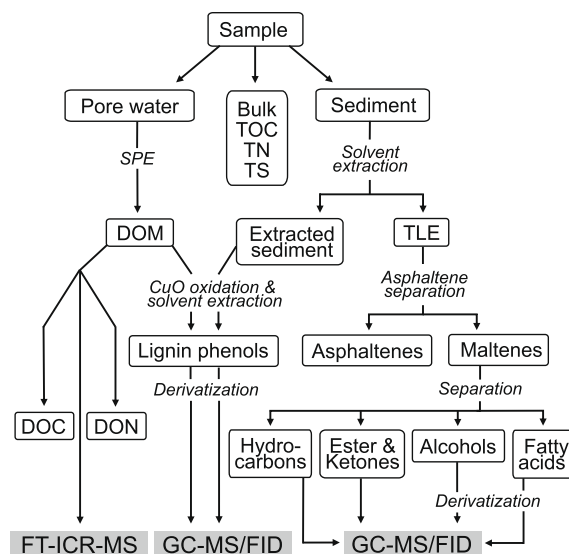 Sample
Pore water
Bulk
TOC
TN
TS
Sediment
SPE
Solvent
extraction
DOM
Extracted
sediment
TLE
CuO oxidation &
solvent extraction
Asphaltene
separation
Lignin phenols
Asphaltenes
Maltenes
Derivatization
Separation
DOC
DON
Hydro-
carbons
Ester &
Ketones
Alcohols
Fatty
acids
Derivatization
FT-ICR-MS
GC-MS/FID
GC-MS/FID